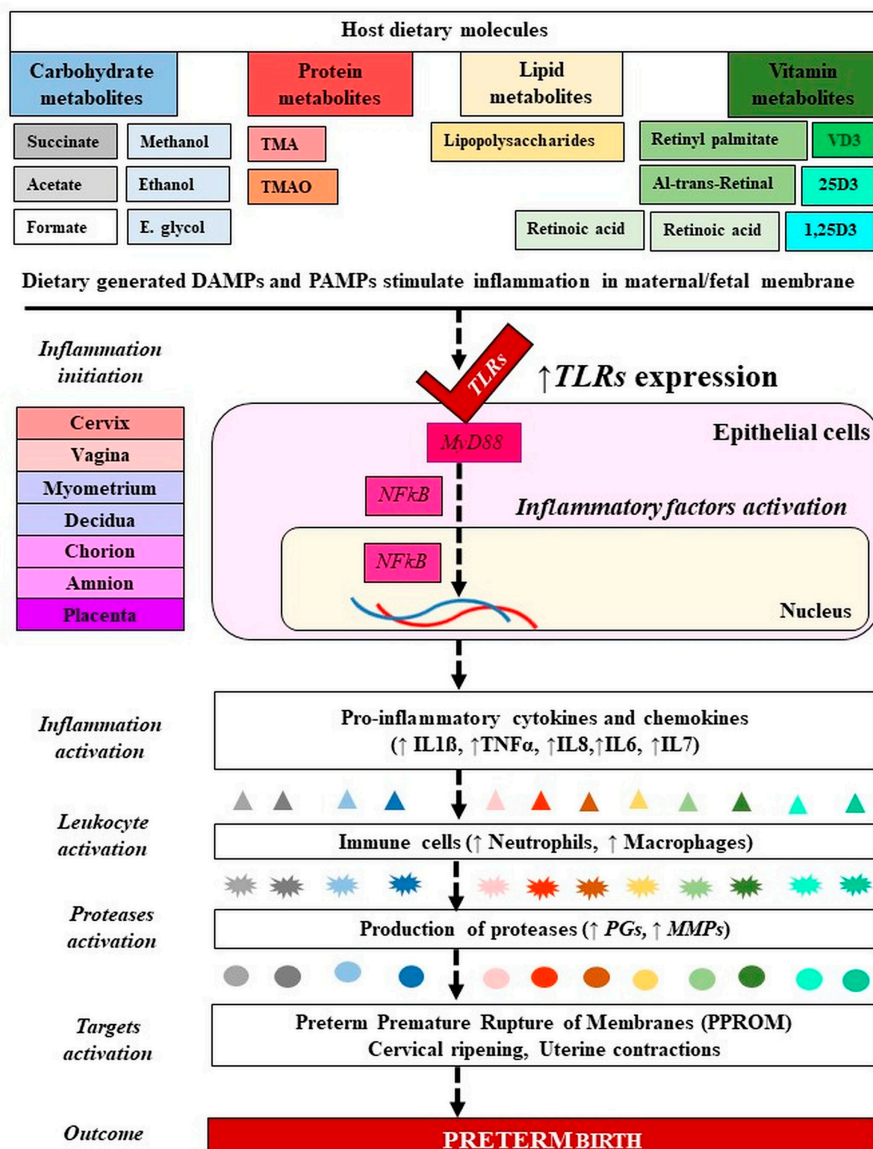 Host dietary molecules
Carbohydrate
metabolites
Protein
metabolites
Lipid
metabolites
Vitamin
metabolites
Succinate
Methanol
TMA
Lipopolysaccharides
Retinyl palmitate
VD3
Acetate
Ethanol
TMAO
Al-trans-Retinal
25D3
Formate
E. glycol
Retinoic acid
Retinoic acid
1,25D3
Dietary generated DAMPs and PAMPs stimulate inflammation in maternal/fetal membrane
Inflammation
initiation
TLRs
↑TLRs expression
Cervix
Vagina
Myometrium
Decidua
Chorion
Amnion
Placenta
Epithelial cells
MyD88
NFkB
Inflammatory factors activation
NFkB
Nucleus
Inflammation
activation
Pro-inflammatory cytokines and chemokines
(↑ IL1ß, ↑TNFα, ↑IL8,↑IL6, ↑IL7)
Leukocyte
activation
Immune cells (↑ Neutrophils, ↑ Macrophages)
Proteases
activation
Production of proteases (↑ PGs, ↑ MMPs)
Targets
activation
Preterm Premature Rupture of Membranes (PPROM)
Cervical ripening, Uterine contractions
Outcome
PRETERM BIRTH